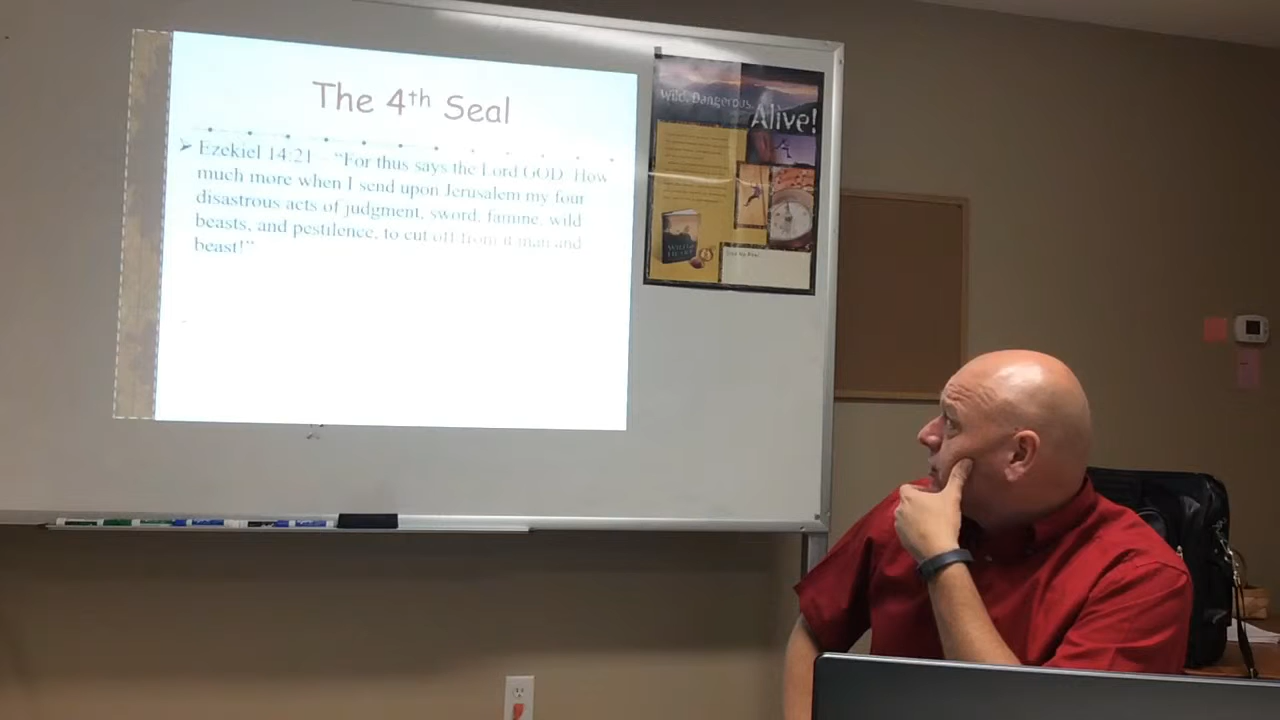 The 4th Seal
Ezekiel 14:21 – “For thus says the Lord GOD: How
much more when I send upon Jerusalem my four
disastrous acts of judgment, sword, famine, wild
beasts, and pestilence, to cut off from it man and
beast!”
Wild. Dangerous.
Alive!